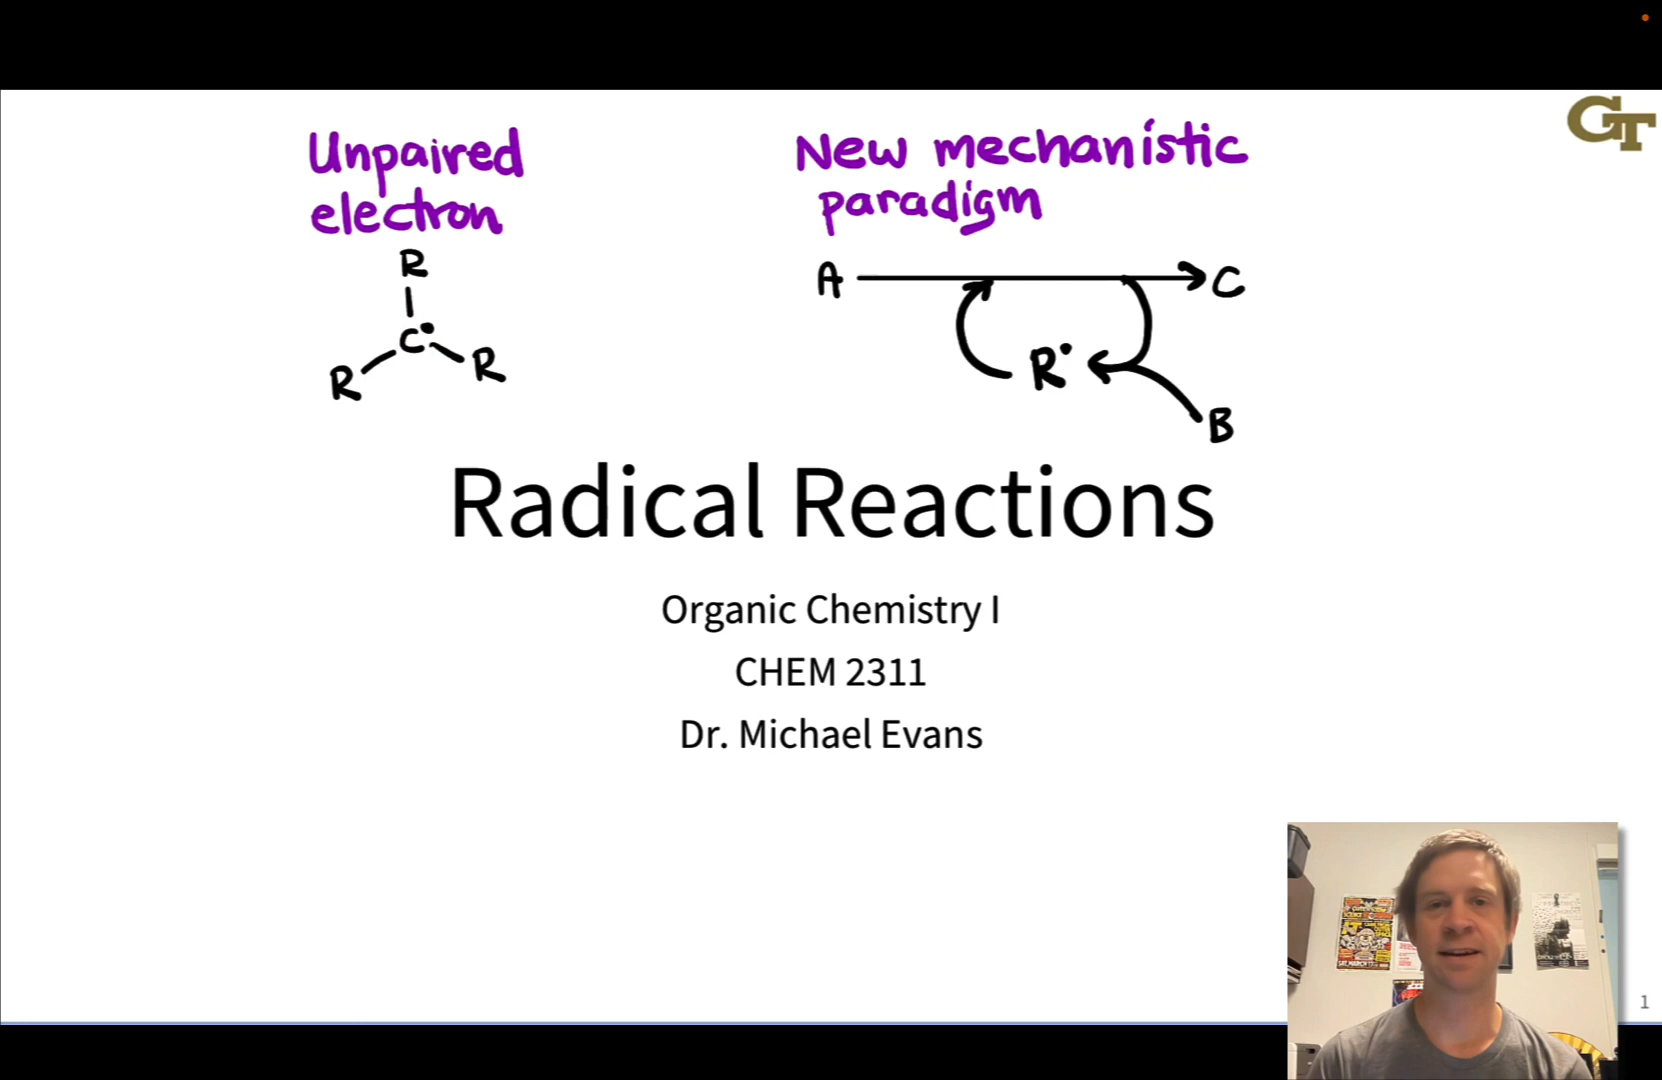 GT
Unpaired
electron
R
C•
R
R
New mechanistic
paradigm
A
C
R•
B
Radical Reactions
Organic Chemistry I
CHEM 2311
Dr. Michael Evans
1